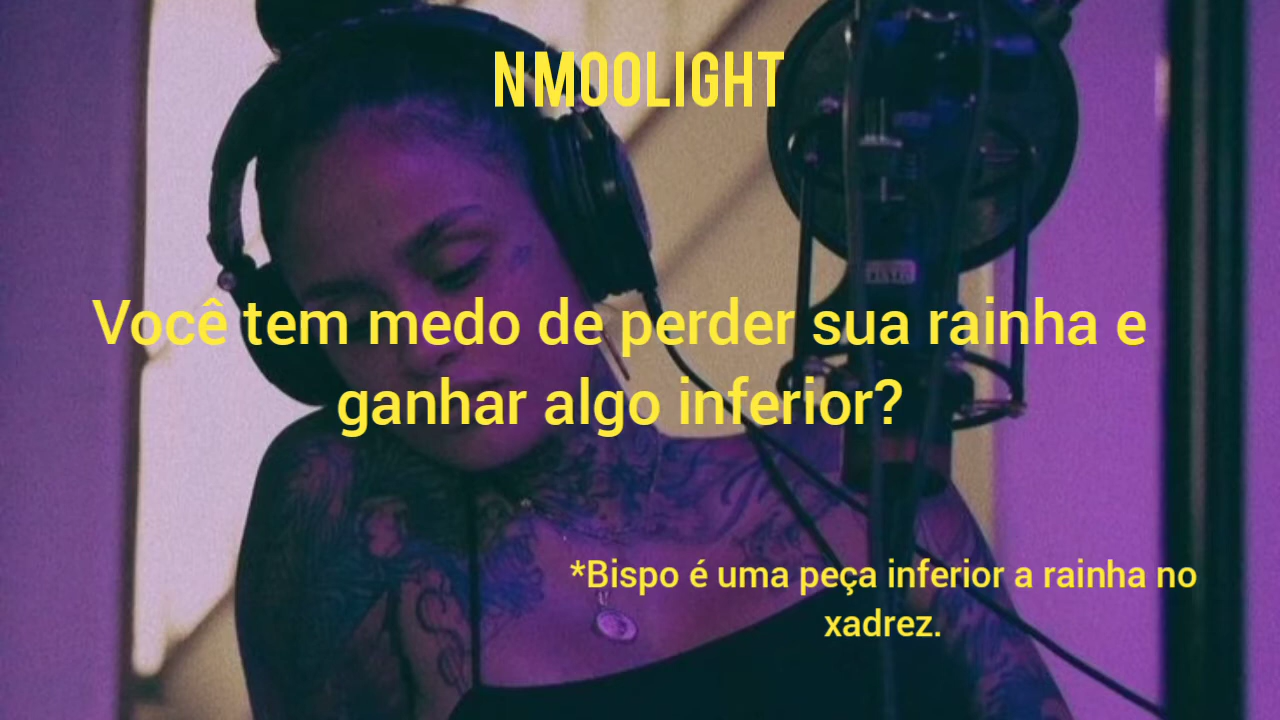 NMOOLIGHT
Você tem medo de perder sua rainha e
ganhar algo inferior?
*Bispo é uma peça inferior a rainha no
xadrez.